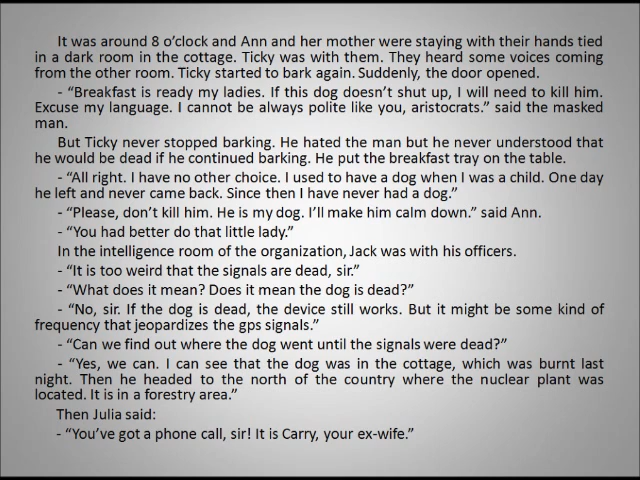 It was around 8 o'clock and Ann and her mother were staying with their hands tied
in a dark room in the cottage. Ticky was with them. They heard some voices coming
from the other room. Ticky started to bark again. Suddenly, the door opened.
- "Breakfast is ready my ladies. If this dog doesn't shut up, I will need to kill him.
Excuse my language. I cannot be always polite like you, aristocrats." said the masked
man.
But Ticky never stopped barking. He hated the man but he never understood that
he would be dead if he continued barking. He put the breakfast tray on the table.
- "All right. I have no other choice. I used to have a dog when I was a child. One day
he left and never came back. Since then I have never had a dog."
- "Please, don't kill him. He is my dog. I'll make him calm down." said Ann.
- "You had better do that little lady."
In the intelligence room of the organization, Jack was with his officers.
- "It is too weird that the signals are dead, sir."
- "What does it mean? Does it mean the dog is dead?"
- "No, sir. If the dog is dead, the device still works. But it might be some kind of
frequency that jeopardizes the gps signals."
- "Can we find out where the dog went until the signals were dead?"
- "Yes, we can. I can see that the dog was in the cottage, which was burnt last
night. Then he headed to the north of the country where the nuclear plant was
located. It is in a forestry area."
Then Julia said:
- "You've got a phone call, sir! It is Carry, your ex-wife."